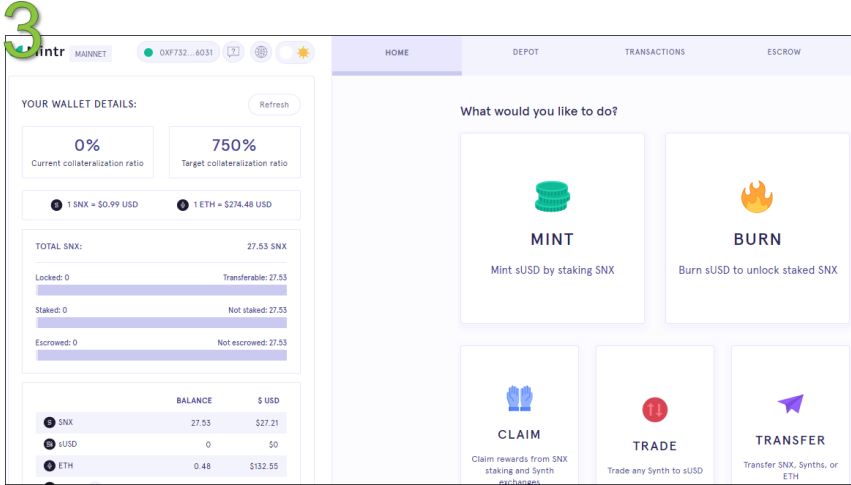 3
Mintr MAINNET 0XF732...6031 ?
YOUR WALLET DETAILS: Refresh
0% 750%
Current collateralization ratio Target collateralization ratio
1 SNX = $0.99 USD 1 ETH = $274.48 USD
TOTAL SNX: 27.53 SNX
Locked: 0 Transferable: 27.53
Staked: 0 Not staked: 27.53
Escrowed: 0 Not escrowed: 27.53
BALANCE $ USD
SNX 27.53 $27.21
sUSD 0 $0
ETH 0.48 $132.55
HOME DEPOT TRANSACTIONS ESCROW
What would you like to do?
MINT
Mint sUSD by staking SNX
BURN
Burn sUSD to unlock staked SNX
CLAIM
Claim rewards from SNX
staking and Synth
exchanges
TRADE
Trade any Synth to sUSD
TRANSFER
Transfer SNX, Synths, or
ETH